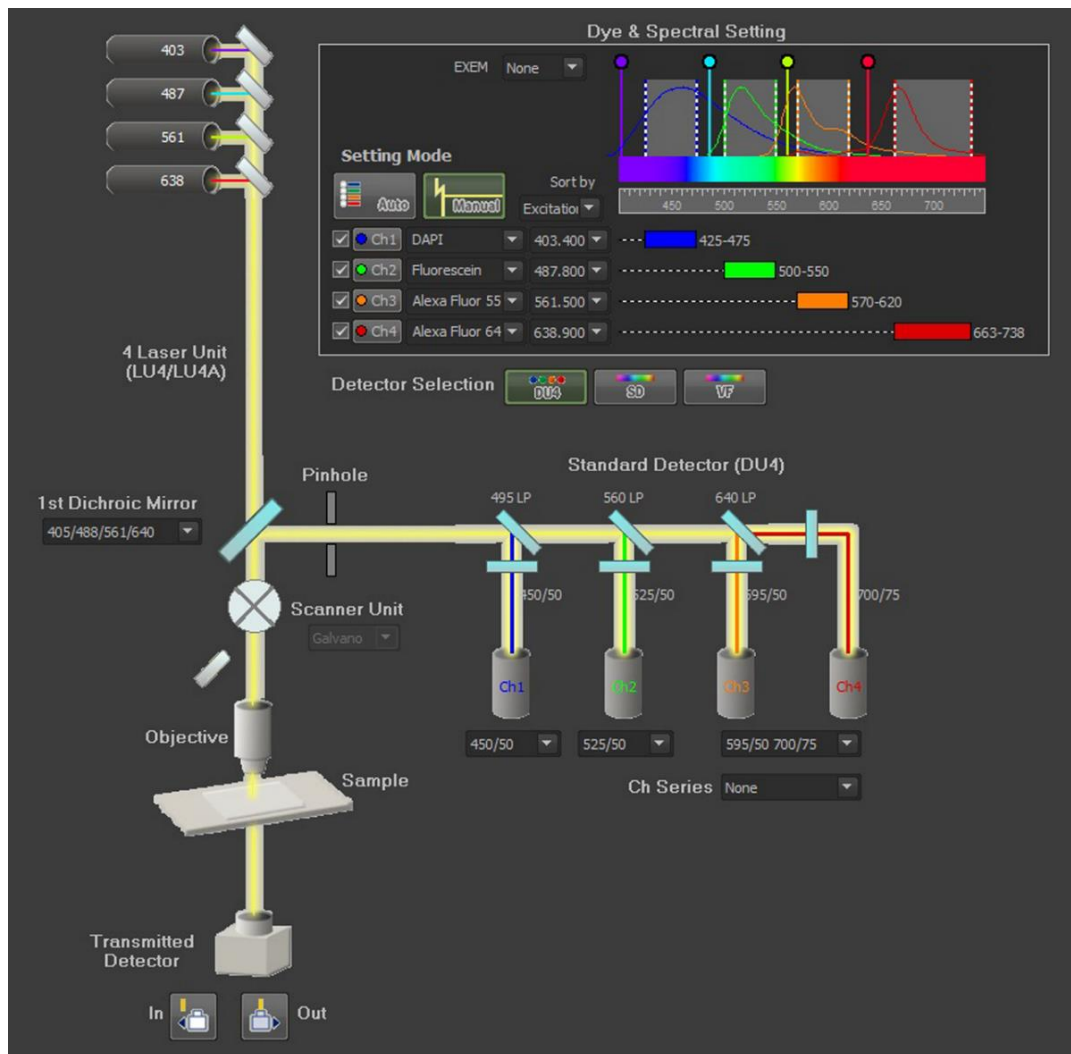 Dye & Spectral Setting
403
487
561
638
EXEM None
Setting Mode
Auto
Manual
Sort by
Excitation
450 500 550 600 650 700
Ch1 DAPI 403.400 425-475
Ch2 Fluorescein 487.800 500-550
Ch3 Alexa Fluor 55 561.500 570-620
Ch4 Alexa Fluor 64 638.900 663-738
4 Laser Unit
(LU4/LU4A)
Detector Selection DU4 SD VF
Standard Detector (DU4)
Pinhole
1st Dichroic Mirror
405/488/561/640
495 LP 560 LP 640 LP
450/50 525/50 595/50 700/75
Scanner Unit
Galvano
Ch1 Ch2 Ch3 Ch4
Objective
450/50 525/50 595/50 700/75
Sample
Ch Series None
Transmitted
Detector
In Out